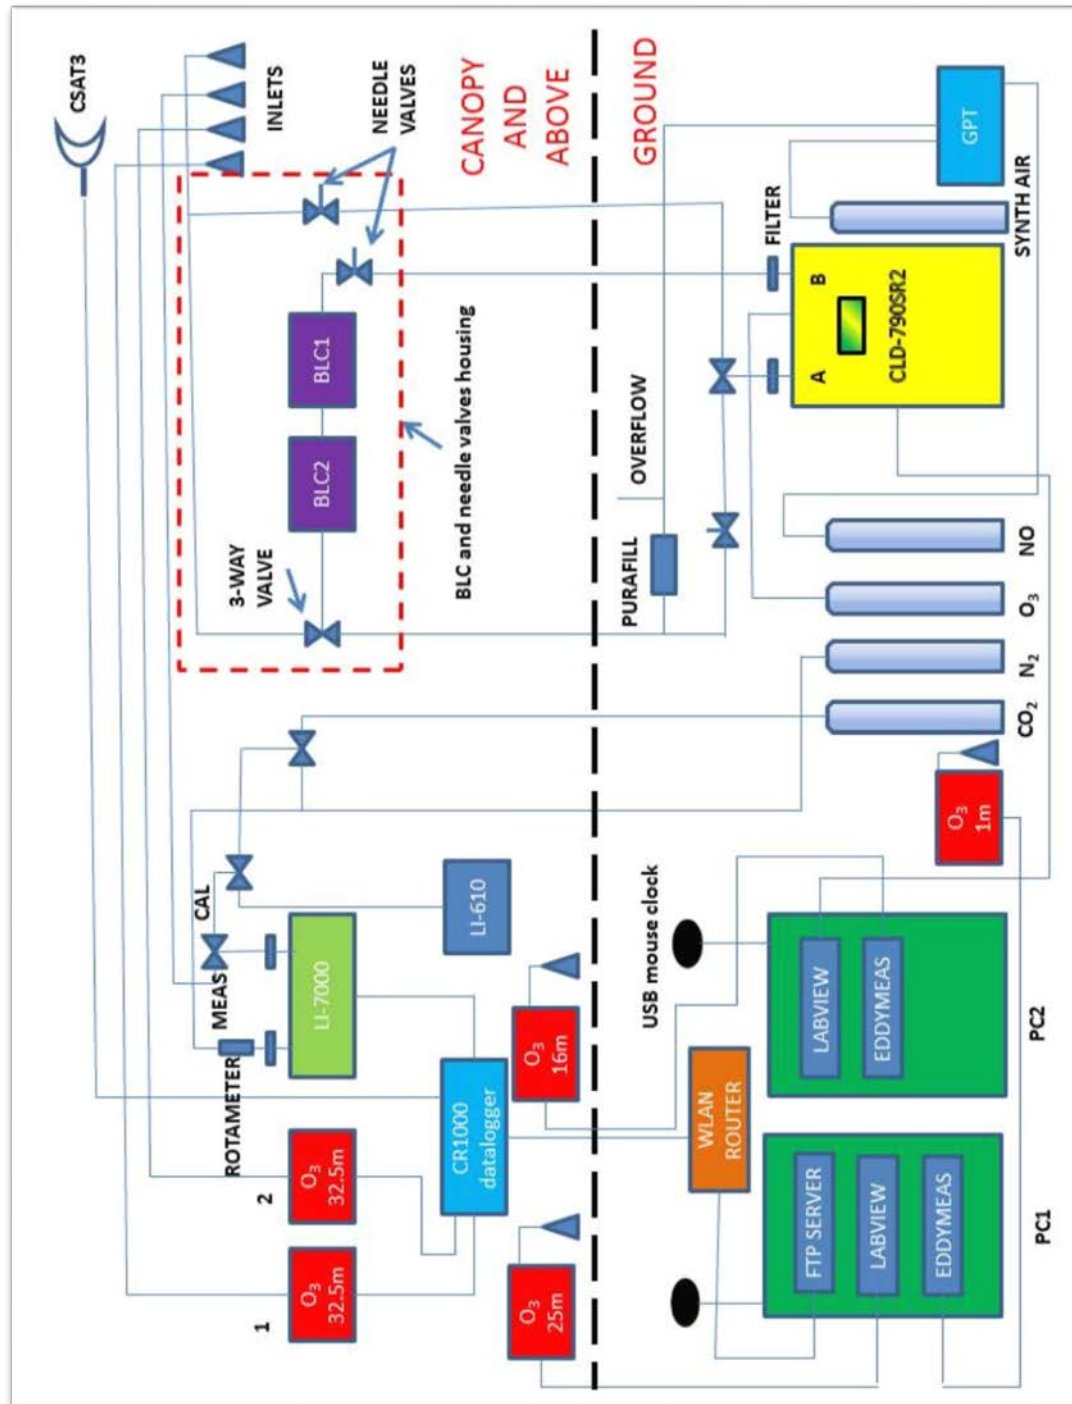 CSAT3
INLETS
NEEDLE
VALVES
CANOPY
AND
ABOVE
GROUND
BLC1
BLC2
3-WAY
VALVE
BLC and needle valves housing
GPT
SYNTH AIR
FILTER
A
B
CLD-790SR2
OVERFLOW
PURAFILL
NO
O₃
N₂
CO₂
O₃
1m
CAL
MEAS
ROTAMETER
LI-7000
LI-610
O₃
16m
CR1000
datalogger
2
O₃
32.5m
1
O₃
32.5m
O₃
25m
USB mouse clock
WLAN
ROUTER
LABVIEW
EDDYMEAS
PC2
FTP SERVER
LABVIEW
EDDYMEAS
PC1